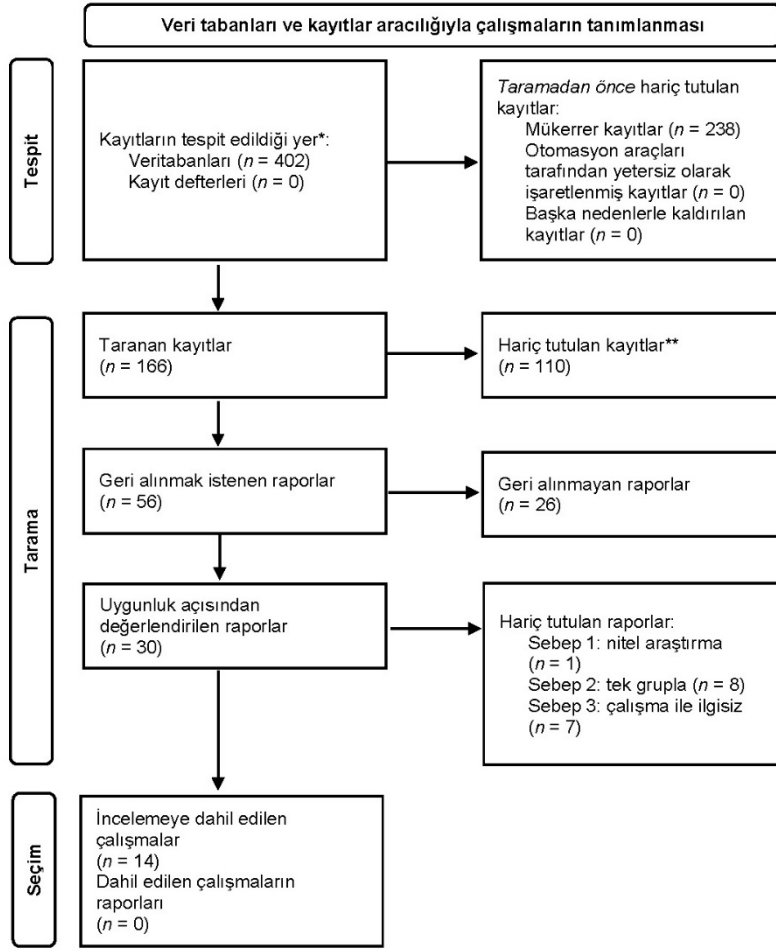 Veri tabanları ve kayıtlar aracılığıyla çalışmaların tanımlanması
Tespit
Kayıtların tespit edildiği yer*:
Veritabanları (n = 402)
Kayıt defterleri (n = 0)
Taramadan önce hariç tutulan
kayıtlar:
Mükerrer kayıtlar (n = 238)
Otomasyon araçları
tarafından yetersiz olarak
işaretlenmiş kayıtlar (n = 0)
Başka nedenlerle kaldırılan
kayıtlar (n = 0)
Tarama
Taranan kayıtlar
(n = 166)
Hariç tutulan kayıtlar**
(n = 110)
Geri alınmak istenen raporlar
(n = 56)
Geri alınmayan raporlar
(n = 26)
Uygunluk açısından
değerlendirilen raporlar
(n = 30)
Hariç tutulan raporlar:
Sebep 1: nitel araştırma
(n = 1)
Sebep 2: tek grupla (n = 8)
Sebep 3: çalışma ile ilgisiz
(n = 7)
Seçim
İncelemeye dahil edilen
çalışmalar
(n = 14)
Dahil edilen çalışmaların
raporları
(n = 0)